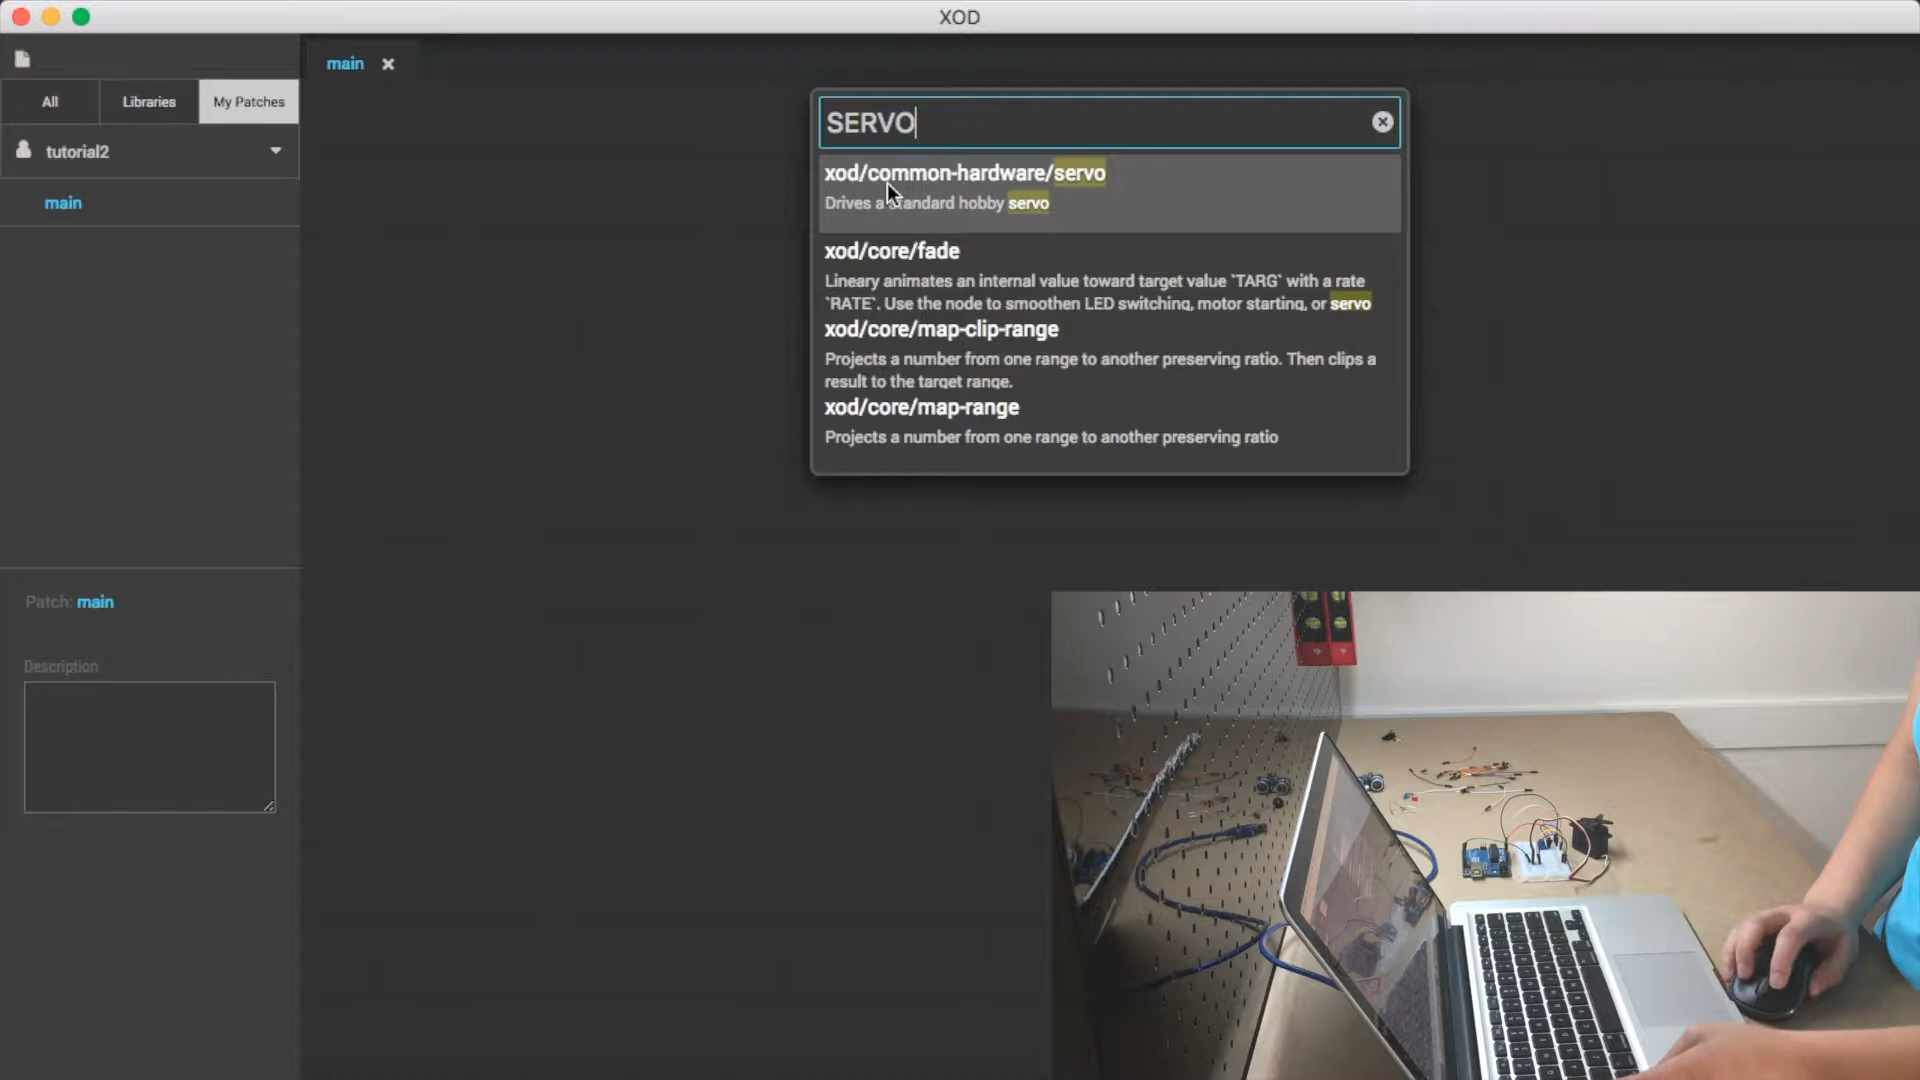 XOD
main
All
Libraries
My Patches
tutorial2
main
SERVO
xod/common-hardware/servo
Drives a standard hobby servo
xod/core/fade
Lineary animates an internal value toward target value `TARG` with a rate
`RATE`. Use the node to smoothen LED switching, motor starting, or servo
xod/core/map-clip-range
Projects a number from one range to another preserving ratio. Then clips a
result to the target range.
xod/core/map-range
Projects a number from one range to another preserving ratio
Patch: main
Description